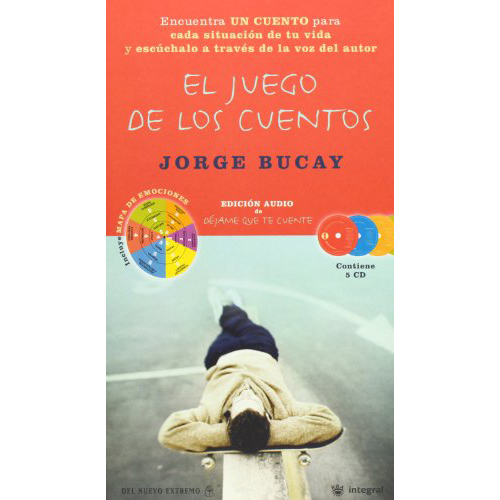 Encuentra UN CUENTO para
cada situación de tu vida
y escúchalo a través de la voz del autor
EL JUEGO
DE LOS CUENTOS
JORGE BUCAY
Incluye MAPA DE EMOCIONES
EDICIÓN AUDIO
de
DÉJAME QUE TE CUENTE
Contiene
5 CD
DEL NUEVO EXTREMO
integral